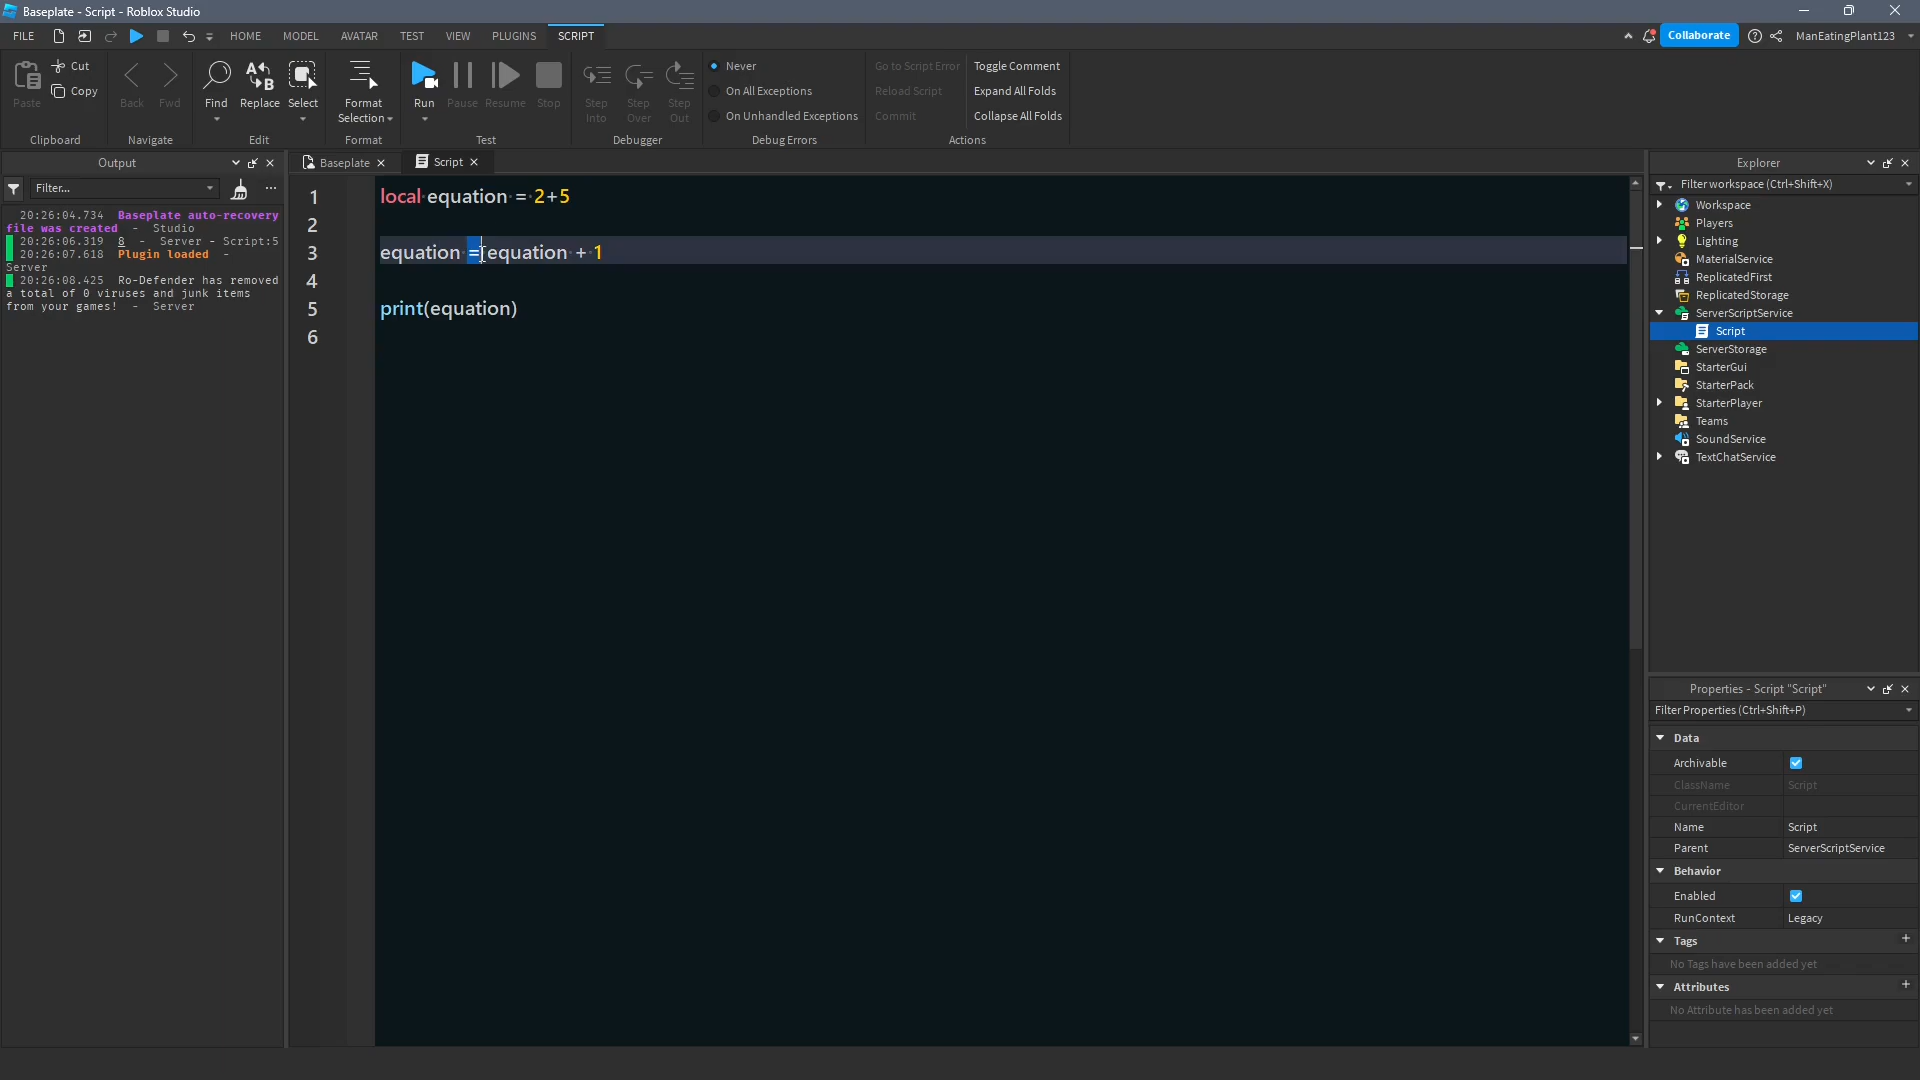 Baseplate - Script - Roblox Studio
FILE HOME MODEL AVATAR TEST VIEW PLUGINS SCRIPT Collaborate ManEatingPlant123
Paste Cut Copy
Clipboard
Back Fwd
Navigate
Find Replace Select
Edit
Format Selection
Format
Run Pause Resume Stop
Test
Step Into Step Over Step Out
Debugger
Never
On All Exceptions
On Unhandled Exceptions
Debug Errors
Go to Script Error
Reload Script
Commit
Toggle Comment
Expand All Folds
Collapse All Folds
Actions
Output
Filter...
20:26:04.734 Baseplate auto-recovery
file was created - Studio
20:26:06.319 8 - Server - Script:5
20:26:07.618 Plugin loaded -
Server
20:26:08.425 Ro-Defender has removed
a total of 0 viruses and junk items
from your games! - Server
Baseplate Script
1 local equation = 2+5
2
3 equation = equation + 1
4
5 print(equation)
6
Explorer
Filter workspace (Ctrl+Shift+X)
Workspace
Players
Lighting
MaterialService
ReplicatedFirst
ReplicatedStorage
ServerScriptService
Script
ServerStorage
StarterGui
StarterPack
StarterPlayer
Teams
SoundService
TextChatService
Properties - Script "Script"
Filter Properties (Ctrl+Shift+P)
Data
Archivable
ClassName Script
CurrentEditor
Name Script
Parent ServerScriptService
Behavior
Enabled
RunContext Legacy
Tags
No Tags have been added yet
Attributes
No Attribute has been added yet